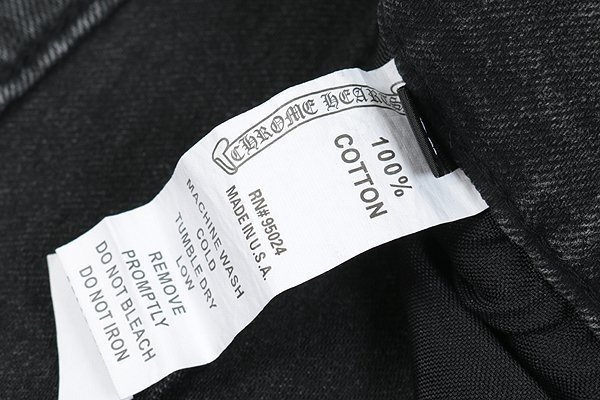 CHROME HEARTS
100%
COTTON
RN# 95024
MADE IN U.S.A.
MACHINE WASH
COLD
TUMBLE DRY
LOW
REMOVE
PROMPTLY
DO NOT BLEACH
DO NOT IRON